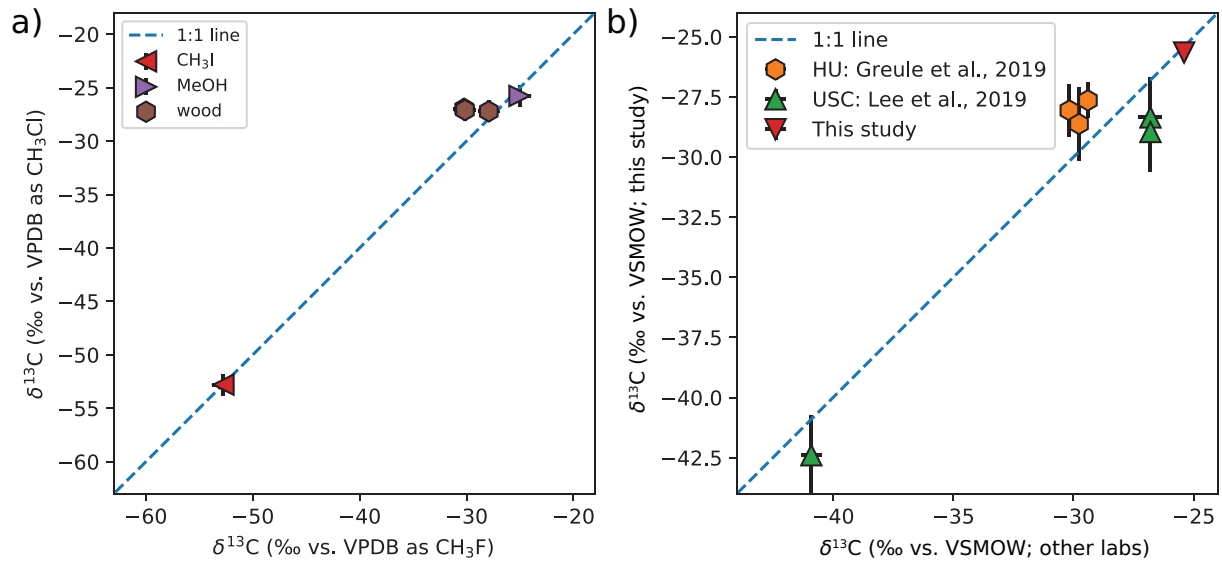 a)
1:1 line
CH₃I
MeOH
wood
−20
−25
−30
−35
−40
−45
−50
−55
−60
δ¹³C (‰ vs. VPDB as CH₃Cl)
−60
−50
−40
−30
−20
δ¹³C (‰ vs. VPDB as CH₃F)
b)
1:1 line
HU: Greule et al., 2019
USC: Lee et al., 2019
This study
−25.0
−27.5
−30.0
−32.5
−35.0
−37.5
−40.0
−42.5
δ¹³C (‰ vs. VSMOW; this study)
−40
−35
−30
−25
δ¹³C (‰ vs. VSMOW; other labs)